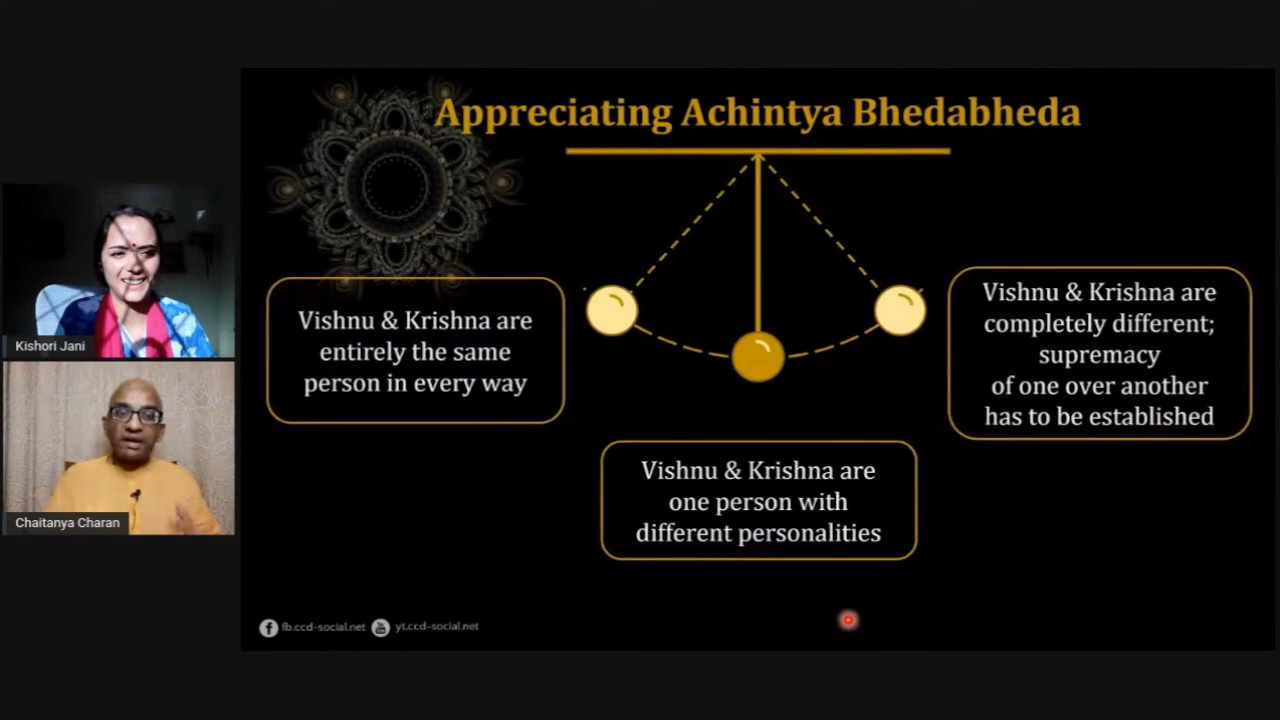 Appreciating Achintya Bhedabheda
Vishnu & Krishna are
entirely the same
person in every way
Vishnu & Krishna are
completely different;
supremacy
of one over another
has to be established
Vishnu & Krishna are
one person with
different personalities
Kishori Jani
Chaitanya Charan
fb.ccd-social.net
yt.ccd-social.net